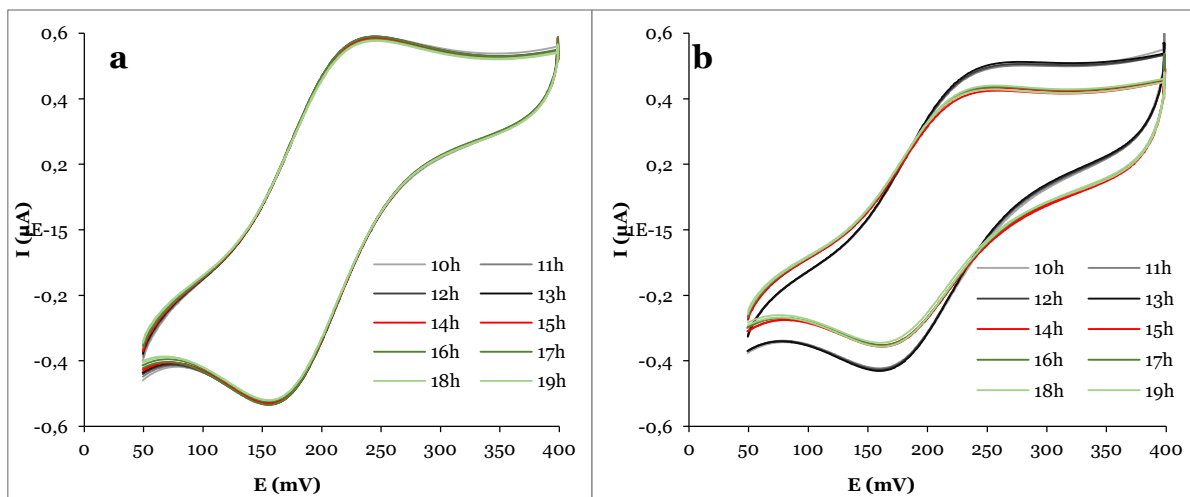 a
0,6
0,4
0,2
1E-15
-0,2
-0,4
-0,6
I (µA)
0 50 100 150 200 250 300 350 400
E (mV)
10h 11h
12h 13h
14h 15h
16h 17h
18h 19h
b
0,6
0,4
0,2
1E-15
-0,2
-0,4
-0,6
I (µA)
0 50 100 150 200 250 300 350 400
E (mV)
10h 11h
12h 13h
14h 15h
16h 17h
18h 19h